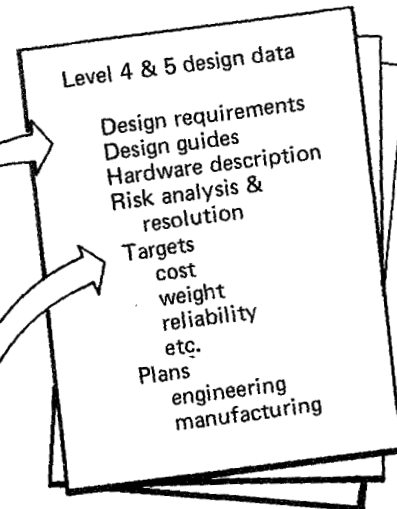 Level 4 & 5 design data
Design requirements
Design guides
Hardware description
Risk analysis &
resolution
Targets
cost
weight
reliability
etc.
Plans
engineering
manufacturing